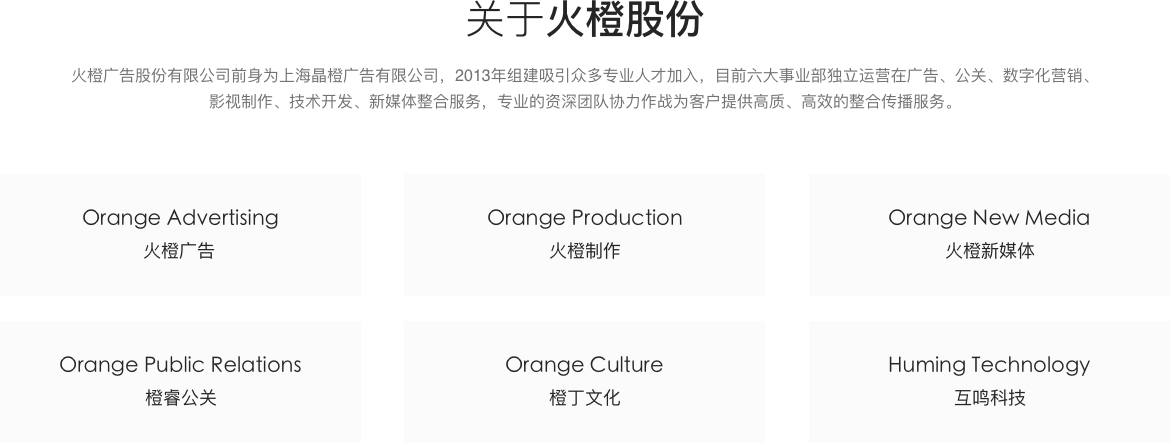 关于火橙股份
火橙广告股份有限公司前身为上海晶橙广告有限公司，2013年组建吸引众多专业人才加入，目前六大事业部独立运营在广告、公关、数字化营销、
影视制作、技术开发、新媒体整合服务，专业的资深团队协力作战为客户提供高质、高效的整合传播服务。
Orange Advertising
火橙广告
Orange Production
火橙制作
Orange New Media
火橙新媒体
Orange Public Relations
橙睿公关
Orange Culture
橙丁文化
Huming Technology
互鸣科技